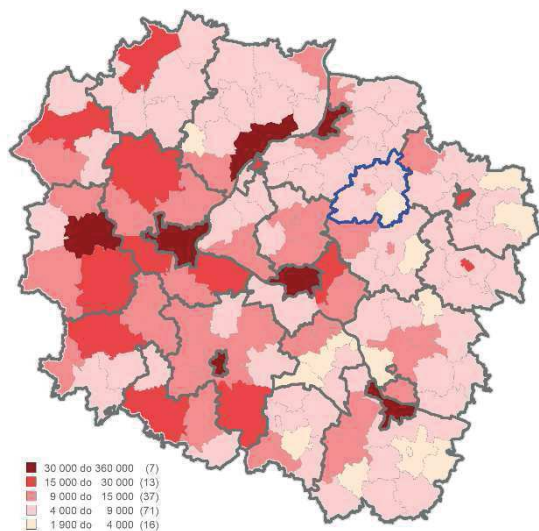 30 000 do 360 000 (7)
15 000 do 30 000 (13)
9 000 do 15 000 (37)
4 000 do 9 000 (71)
1 900 do 4 000 (16)